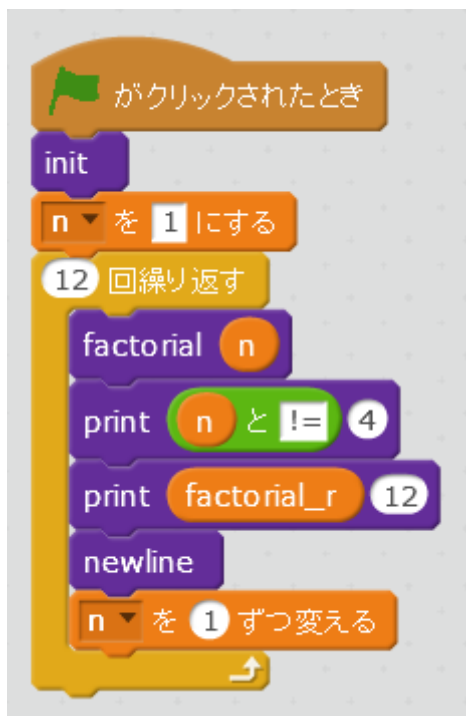 がクリックされたとき
init
n を 1 にする
12 回繰り返す
factorial n
print n と != 4
print factorial_r 12
newline
n を 1 ずつ変える